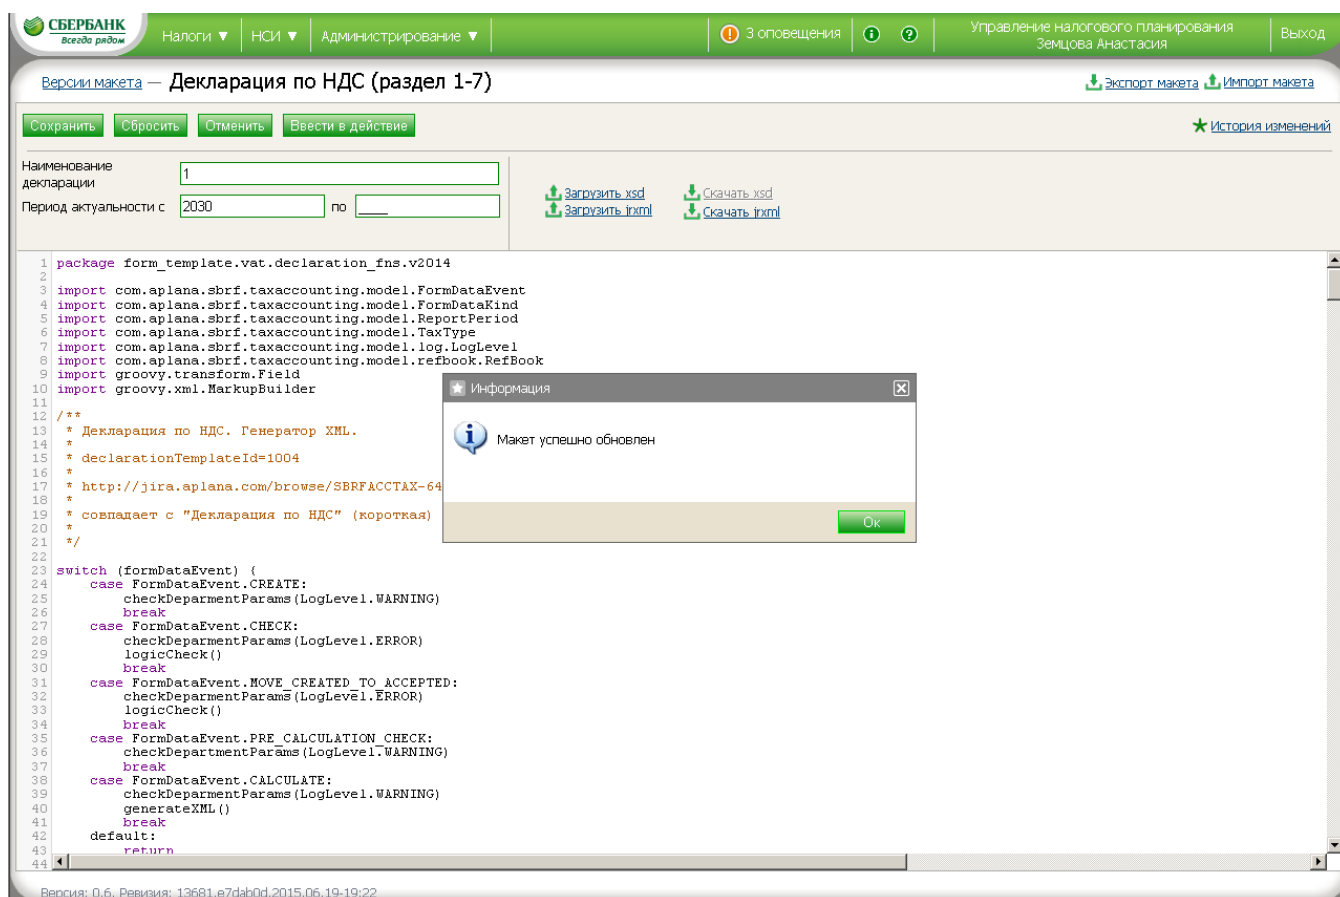 СБЕРБАНК
Всегда рядом
Налоги ▼ НСИ ▼ Администрирование ▼
3 оповещения
Управление налогового планирования
Земцова Анастасия
Выход
Версии макета — Декларация по НДС (раздел 1-7)
Экспорт макета Импорт макета
Сохранить Сбросить Отменить Ввести в действие
История изменений
Наименование
декларации
1
Период актуальности с 2030 по ____
Загрузить xsd Скачать xsd
Загрузить jrxml Скачать jrxml
1 package form_template.vat.declaration_fns.v2014
2
3 import com.aplana.sbrf.taxaccounting.model.FormDataEvent
4 import com.aplana.sbrf.taxaccounting.model.FormDataKind
5 import com.aplana.sbrf.taxaccounting.model.ReportPeriod
6 import com.aplana.sbrf.taxaccounting.model.TaxType
7 import com.aplana.sbrf.taxaccounting.model.log.LogLevel
8 import com.aplana.sbrf.taxaccounting.model.refbook.RefBook
9 import groovy.transform.Field
10 import groovy.xml.MarkupBuilder
11
12 /**
13 * Декларация по НДС. Генератор XML.
14 *
15 * declarationTemplateId=1004
16 *
17 * http://jira.aplana.com/browse/SBRFACCTAX-64
18 *
19 * совпадает с "Декларация по НДС" (короткая)
20 *
21 */
22
23 switch (formDataEvent) {
24 case FormDataEvent.CREATE:
25 checkDeparmentParams(LogLevel.WARNING)
26 break
27 case FormDataEvent.CHECK:
28 checkDeparmentParams(LogLevel.ERROR)
29 logicCheck()
30 break
31 case FormDataEvent.MOVE_CREATED_TO_ACCEPTED:
32 checkDeparmentParams(LogLevel.ERROR)
33 logicCheck()
34 break
35 case FormDataEvent.PRE_CALCULATION_CHECK:
36 checkDepartmentParams(LogLevel.WARNING)
37 break
38 case FormDataEvent.CALCULATE:
39 checkDeparmentParams(LogLevel.WARNING)
40 generateXML()
41 break
42 default:
43 return
44
Информация
Макет успешно обновлен
Ок
Версия: 0.6, Ревизия: 13681.e7dab0d.2015.06.19-19:22